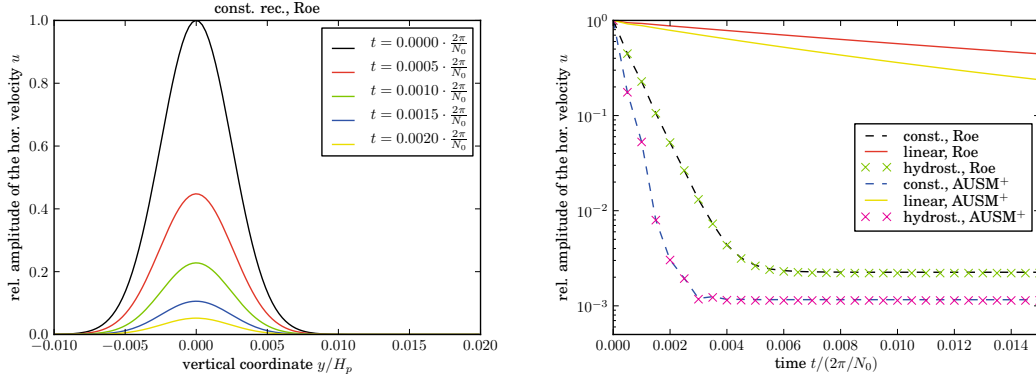 const. rec., Roe
rel. amplitude of the hor. velocity u
1.0
0.8
0.6
0.4
0.2
0.0
t = 0.0000 · 2π/N₀
t = 0.0005 · 2π/N₀
t = 0.0010 · 2π/N₀
t = 0.0015 · 2π/N₀
t = 0.0020 · 2π/N₀
−0.010 −0.005 0.000 0.005 0.010 0.015 0.020
vertical coordinate y/Hₚ
rel. amplitude of the hor. velocity u
10⁰
10⁻¹
10⁻²
10⁻³
const., Roe
linear, Roe
hydrost., Roe
const., AUSM⁺
linear, AUSM⁺
hydrost., AUSM⁺
0.000 0.002 0.004 0.006 0.008 0.010 0.012 0.014
time t/(2π/N₀)